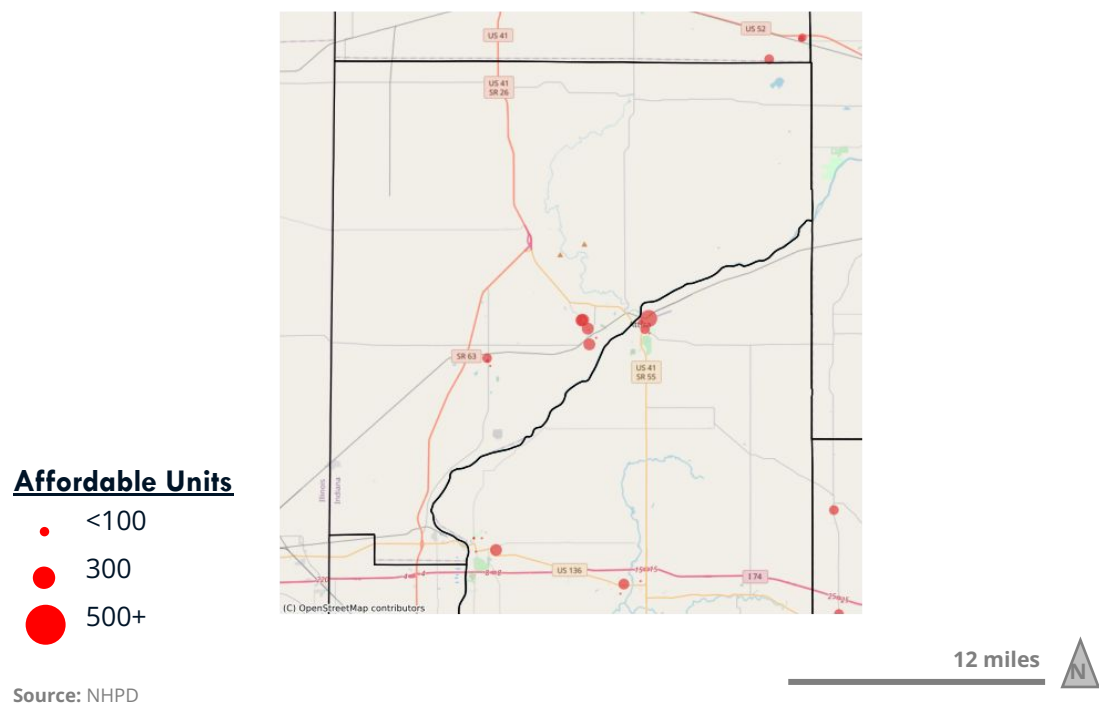 US 41
US 52
US 41
SR 26
SR 63
US 41
SR 55
Illinois
Indiana
US 136
I 74
(C) OpenStreetMap contributors
Affordable Units
<100
300
500+
12 miles
N
Source: NHPD